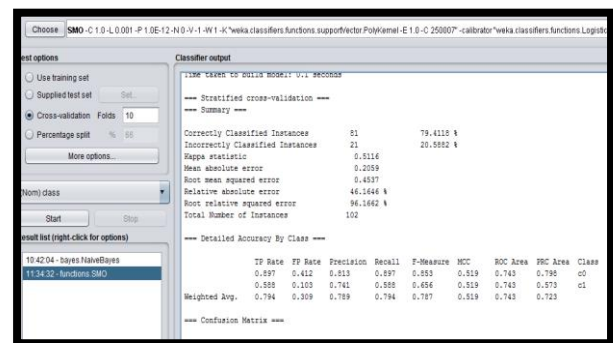 Choose SMO -C 1.0 -L 0.001 -P 1.0E-12 -N 0 -V -1 -W 1 -K "weka.classifiers.functions.supportVector.PolyKernel -E 1.0 -C 250007" -calibrator "weka.classifiers.functions.Logistic
est options
Use training set
Supplied test set Set...
Cross-validation Folds 10
Percentage split % 66
More options...
(Nom) class
Start Stop
esult list (right-click for options)
10:42:04 - bayes.NaiveBayes
11:34:32 - functions.SMO
Classifier output
Time taken to build model: 0.1 seconds
=== Stratified cross-validation ===
=== Summary ===
Correctly Classified Instances 81 79.4118 %
Incorrectly Classified Instances 21 20.5882 %
Kappa statistic 0.5116
Mean absolute error 0.2059
Root mean squared error 0.4537
Relative absolute error 46.1646 %
Root relative squared error 96.1662 %
Total Number of Instances 102
=== Detailed Accuracy By Class ===
TP Rate FP Rate Precision Recall F-Measure MCC ROC Area PRC Area Class
0.897 0.412 0.813 0.897 0.853 0.519 0.743 0.798 c0
0.588 0.103 0.741 0.588 0.656 0.519 0.743 0.573 c1
Weighted Avg. 0.794 0.309 0.789 0.794 0.787 0.519 0.743 0.723
=== Confusion Matrix ===